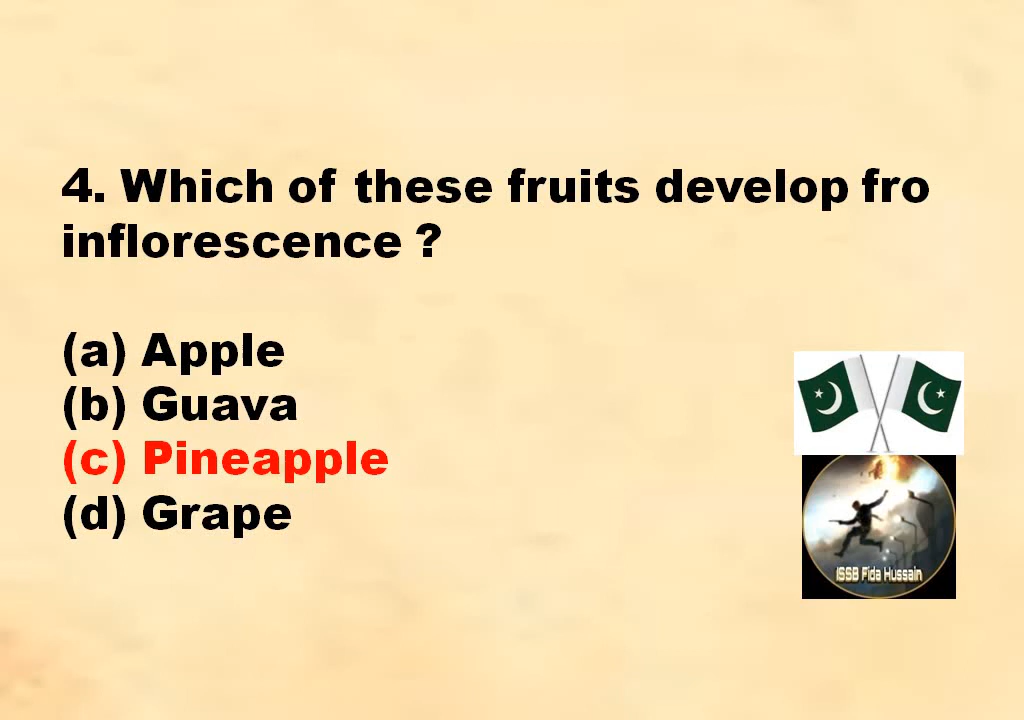 4. Which of these fruits develop fro
inflorescence ?
(a) Apple
(b) Guava
(c) Pineapple
(d) Grape
ISSB Fida Hussain